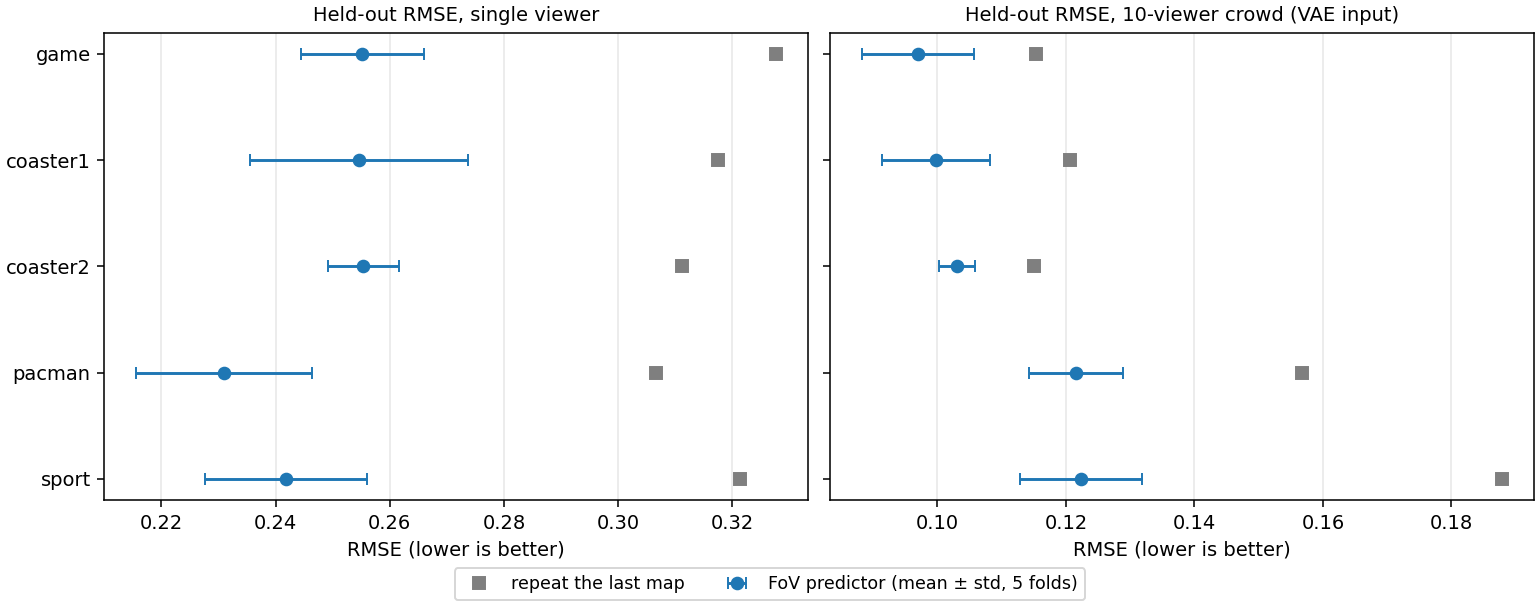 Held-out RMSE, single viewer
Held-out RMSE, 10-viewer crowd (VAE input)
game
coaster1
coaster2
pacman
sport
0.22 0.24 0.26 0.28 0.30 0.32
0.10 0.12 0.14 0.16 0.18
RMSE (lower is better)
RMSE (lower is better)
repeat the last map
FoV predictor (mean ± std, 5 folds)